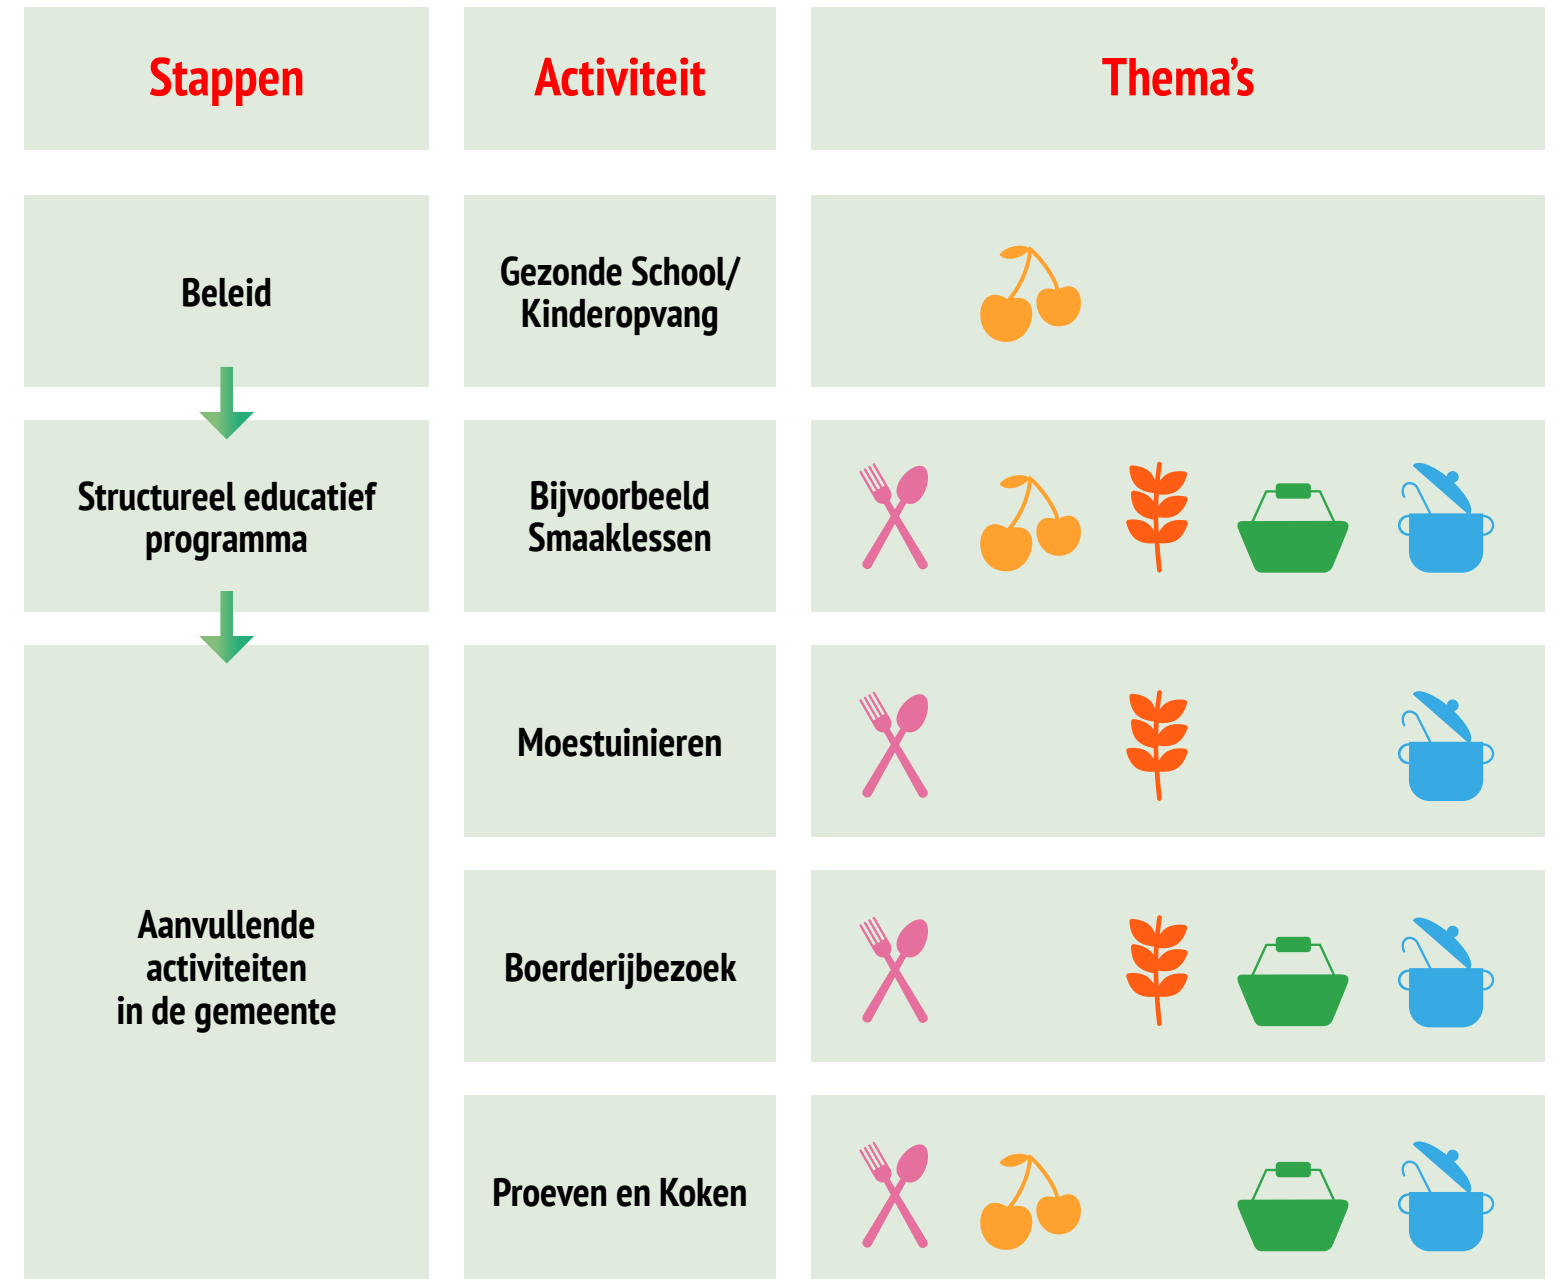 Stappen
Activiteit
Thema’s
Beleid
Gezonde School/
Kinderopvang
Structureel educatief
programma
Bijvoorbeeld
Smaaklessen
Aanvullende
activiteiten
in de gemeente
Moestuinieren
Boerderijbezoek
Proeven en Koken